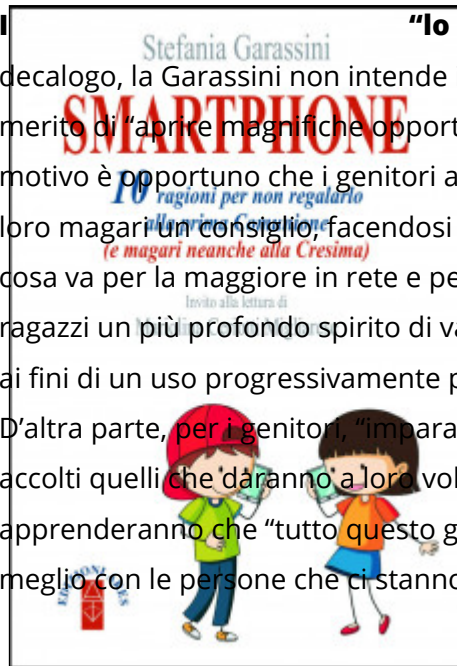 “lo
Stefania Garassini
decalogo, la Garassini non intende
SMARTPHONE
merito di “aprire magnifiche opport
motivo è opportuno che i genitori a
10 ragioni per non regalarlo
loro magari un consiglio, facendosi
alla prima Comunione
(e magari neanche alla Cresima)
cosa va per la maggiore in rete e pe
Invito alla lettura di
ragazzi un più profondo spirito di va
ai fini di un uso progressivamente p
D’altra parte, per i genitori, “impara
accolti quelli che daranno a loro vol
apprenderanno che “tutto questo g
meglio con le persone che ci stanno